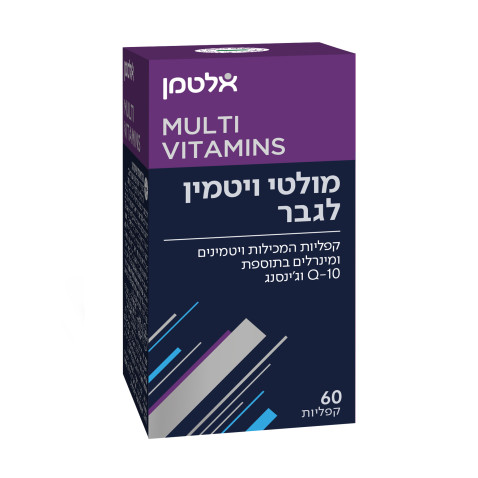 אלטמן
MULTI
VITAMINS
מולטי ויטמין
לגבר
קפליות המכילות ויטמינים
ומינרלים בתוספת
Q-10 וג'ינסנג
60
קפליות